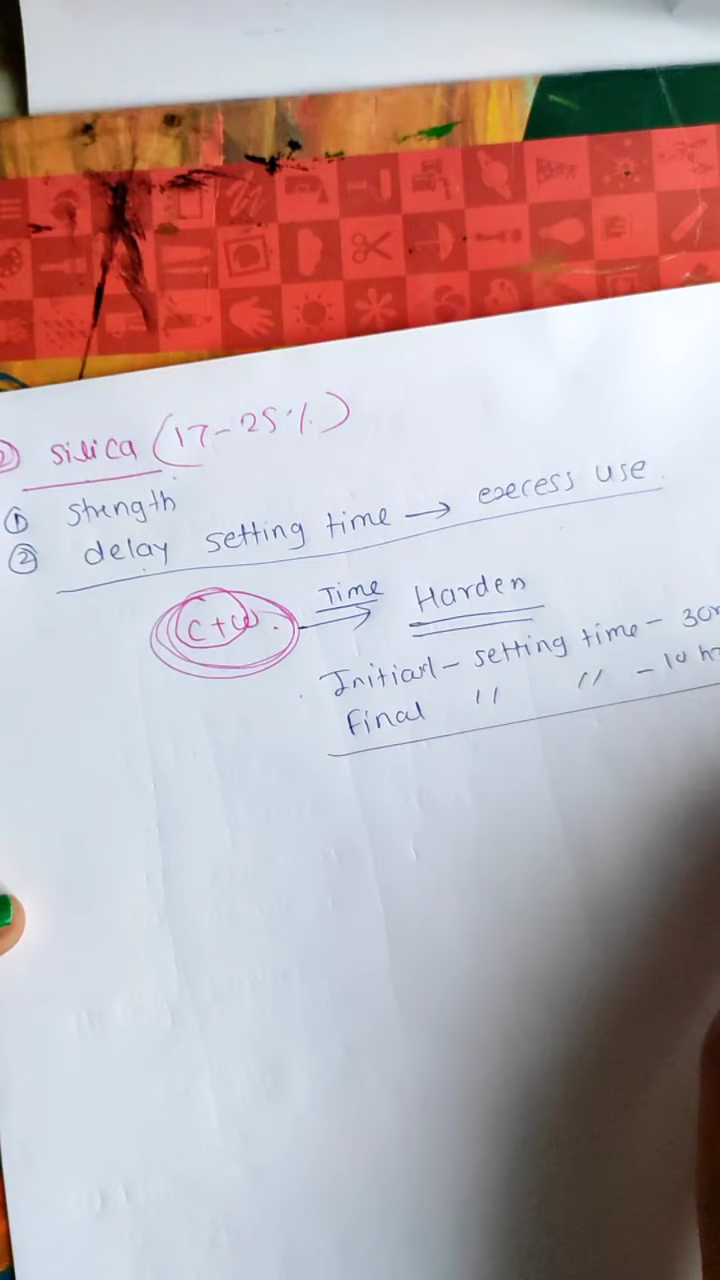 ② Silica (17-25%)
① Strength
② delay setting time → execess use
C+W. Time → Harden
Initial - setting time - 30
Final " " - 10 h